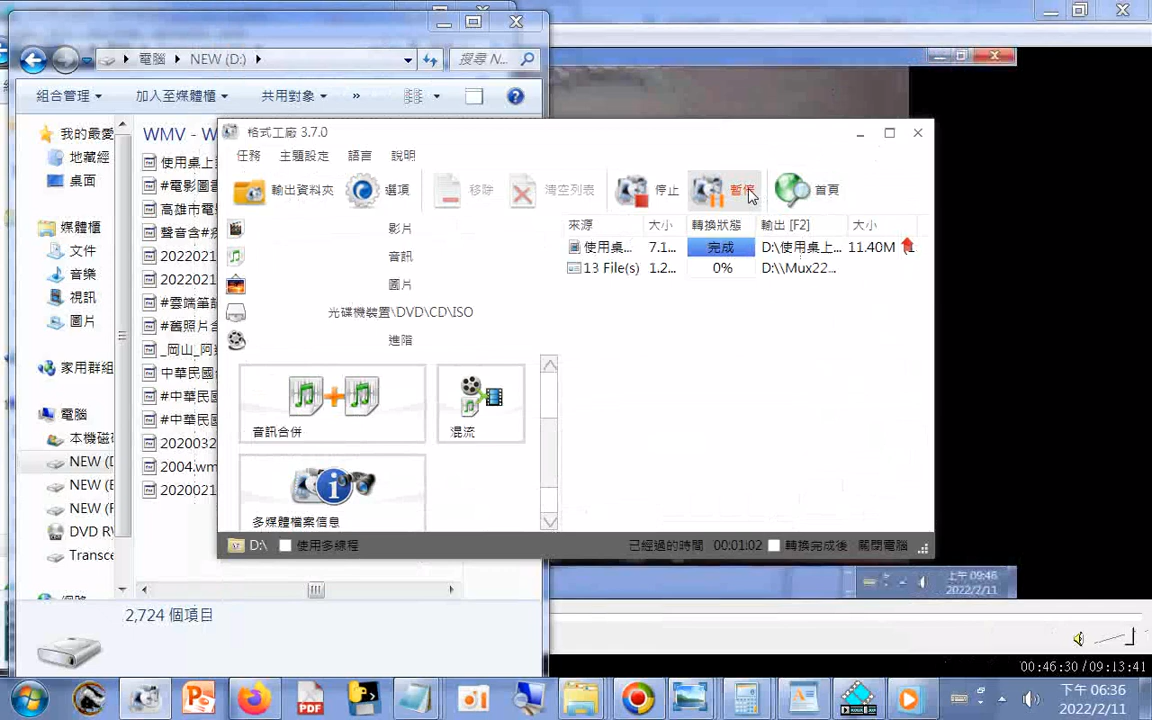 電腦 ▸ NEW (D:) ▸
搜尋 N...
組合管理 ▾
加入至媒體櫃 ▾
共用對象 ▾
»
我的最愛
地藏經
桌面
媒體櫃
文件
音樂
視訊
圖片
家用群組
電腦
本機磁
NEW (D
NEW (E
NEW (F
DVD RW
Transce
WMV - W
使用桌上
#電影圖
高雄市電
聲音含#
2022021
2022021
#雲端筆
#舊照片含
_岡山_阿
中華民國
#中華民
#中華民
2020032
2004.wm
2020021
2,724 個項目
格式工廠 3.7.0
任務
主題設定
語言
說明
輸出資料夾
選項
移除
清空列表
停止
暫停
首頁
影片
音訊
圖片
光碟機裝置\DVD\CD\ISO
進階
音訊合併
混流
多媒體檔案信息
來源
大小
轉換狀態
輸出 [F2]
大小
使用桌...
7.1...
完成
D:\使用桌上...
11.40M
1
13 File(s)
1.2...
0%
D:\\Mux22...
D:\
使用多線程
已經過的時間
00:01:02
轉換完成後
關閉電腦
上午 09:46
2022/2/11
00:46:30 / 09:13:41
PDF
下午 06:36
2022/2/11